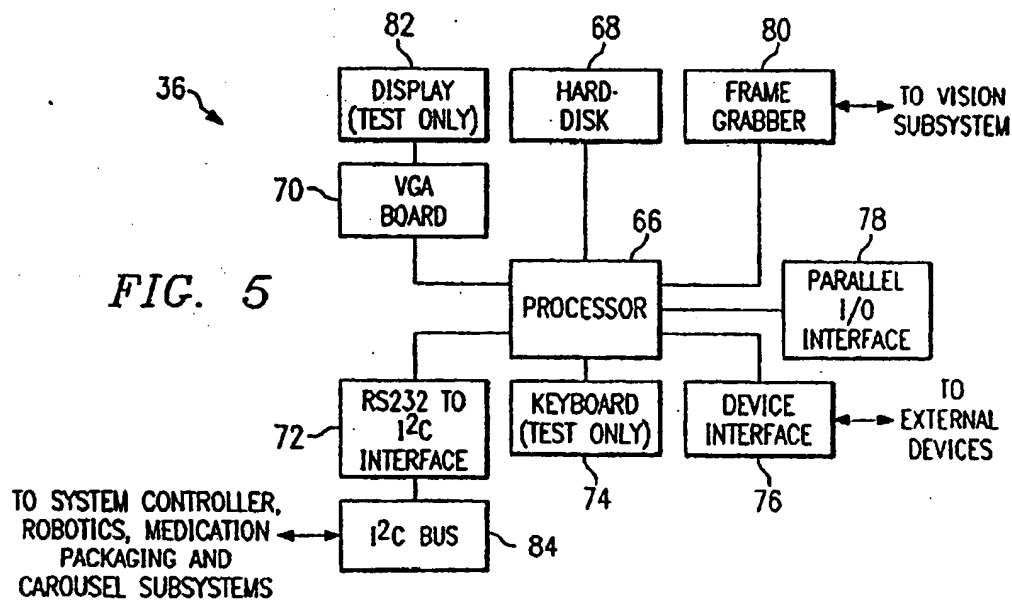 82
68
80
36
DISPLAY
(TEST ONLY)
HARD-
DISK
FRAME
GRABBER
TO VISION
SUBSYSTEM
70
VGA
BOARD
66
78
FIG. 5
PROCESSOR
PARALLEL
I/O
INTERFACE
72
RS232 TO
I²C
INTERFACE
KEYBOARD
(TEST ONLY)
DEVICE
INTERFACE
TO
EXTERNAL
DEVICES
74
76
TO SYSTEM CONTROLLER,
ROBOTICS, MEDICATION
PACKAGING AND
CAROUSEL SUBSYSTEMS
I²C BUS
84